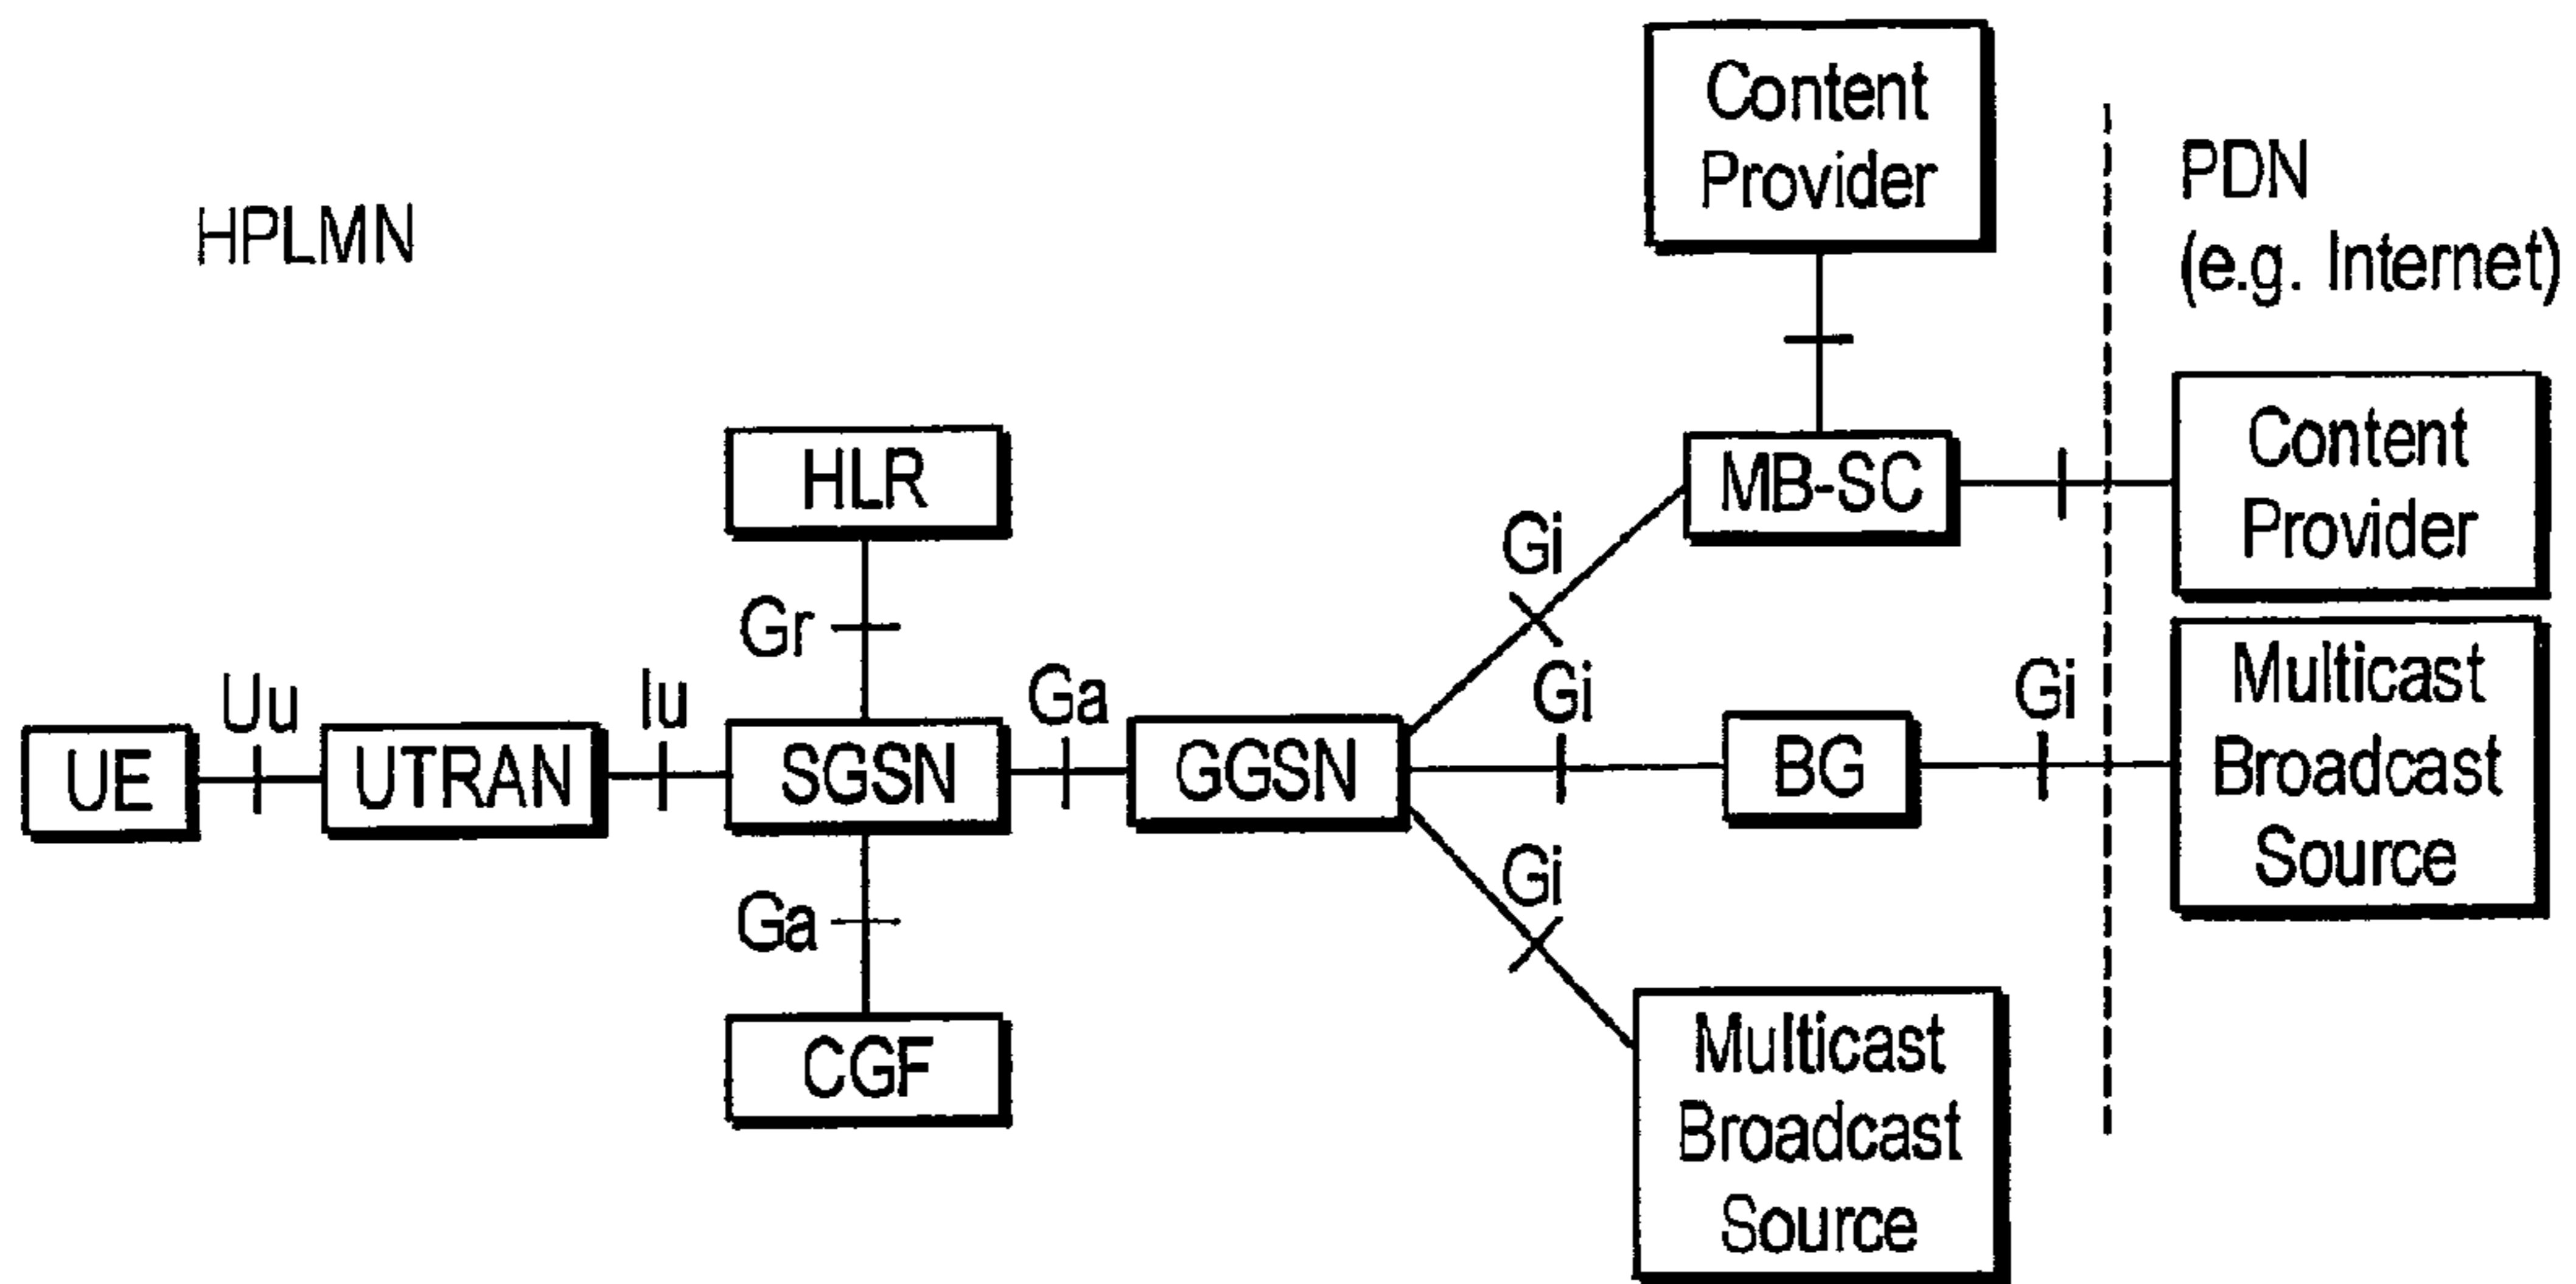 Content
Provider
HPLMN
PDN
(e.g. Internet)
HLR
MB-SC
Content
Provider
Gi
Gr
Uu
Iu
Ga
Gi
Gi
UE
UTRAN
SGSN
GGSN
BG
Multicast
Broadcast
Source
Ga
Gi
CGF
Multicast
Broadcast
Source